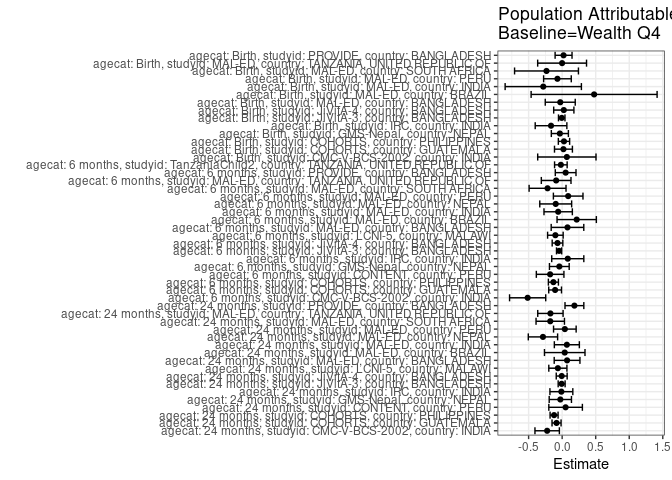 Population Attributable
Baseline=Wealth Q4
agecat: Birth, studyid: PROVIDE, country: BANGLADESH
agecat: Birth, studyid: MAL-ED, country: TANZANIA, UNITED REPUBLIC OF
agecat: Birth, studyid: MAL-ED, country: SOUTH AFRICA
agecat: Birth, studyid: MAL-ED, country: PERU
agecat: Birth, studyid: MAL-ED, country: INDIA
agecat: Birth, studyid: MAL-ED, country: BRAZIL
agecat: Birth, studyid: MAL-ED, country: BANGLADESH
agecat: Birth, studyid: JiVitA-4, country: BANGLADESH
agecat: Birth, studyid: JiVitA-3, country: BANGLADESH
agecat: Birth, studyid: IRC, country: INDIA
agecat: Birth, studyid: GMS-Nepal, country: NEPAL
agecat: Birth, studyid: COHORTS, country: PHILIPPINES
agecat: Birth, studyid: COHORTS, country: GUATEMALA
agecat: Birth, studyid: CMC-V-BCS-2002, country: INDIA
agecat: 6 months, studyid: TanzaniaChild2, country: TANZANIA, UNITED REPUBLIC OF
agecat: 6 months, studyid: PROVIDE, country: BANGLADESH
agecat: 6 months, studyid: MAL-ED, country: TANZANIA, UNITED REPUBLIC OF
agecat: 6 months, studyid: MAL-ED, country: SOUTH AFRICA
agecat: 6 months, studyid: MAL-ED, country: PERU
agecat: 6 months, studyid: MAL-ED, country: NEPAL
agecat: 6 months, studyid: MAL-ED, country: INDIA
agecat: 6 months, studyid: MAL-ED, country: BRAZIL
agecat: 6 months, studyid: MAL-ED, country: BANGLADESH
agecat: 6 months, studyid: LCNI-5, country: MALAWI
agecat: 6 months, studyid: JiVitA-4, country: BANGLADESH
agecat: 6 months, studyid: JiVitA-3, country: BANGLADESH
agecat: 6 months, studyid: IRC, country: INDIA
agecat: 6 months, studyid: GMS-Nepal, country: NEPAL
agecat: 6 months, studyid: CONTENT, country: PERU
agecat: 6 months, studyid: COHORTS, country: PHILIPPINES
agecat: 6 months, studyid: COHORTS, country: GUATEMALA
agecat: 6 months, studyid: CMC-V-BCS-2002, country: INDIA
agecat: 24 months, studyid: PROVIDE, country: BANGLADESH
agecat: 24 months, studyid: MAL-ED, country: TANZANIA, UNITED REPUBLIC OF
agecat: 24 months, studyid: MAL-ED, country: SOUTH AFRICA
agecat: 24 months, studyid: MAL-ED, country: PERU
agecat: 24 months, studyid: MAL-ED, country: NEPAL
agecat: 24 months, studyid: MAL-ED, country: INDIA
agecat: 24 months, studyid: MAL-ED, country: BRAZIL
agecat: 24 months, studyid: MAL-ED, country: BANGLADESH
agecat: 24 months, studyid: LCNI-5, country: MALAWI
agecat: 24 months, studyid: JiVitA-4, country: BANGLADESH
agecat: 24 months, studyid: JiVitA-3, country: BANGLADESH
agecat: 24 months, studyid: IRC, country: INDIA
agecat: 24 months, studyid: GMS-Nepal, country: NEPAL
agecat: 24 months, studyid: CONTENT, country: PERU
agecat: 24 months, studyid: COHORTS, country: PHILIPPINES
agecat: 24 months, studyid: COHORTS, country: GUATEMALA
agecat: 24 months, studyid: CMC-V-BCS-2002, country: INDIA
-0.5 0.0 0.5 1.0 1.5
Estimate